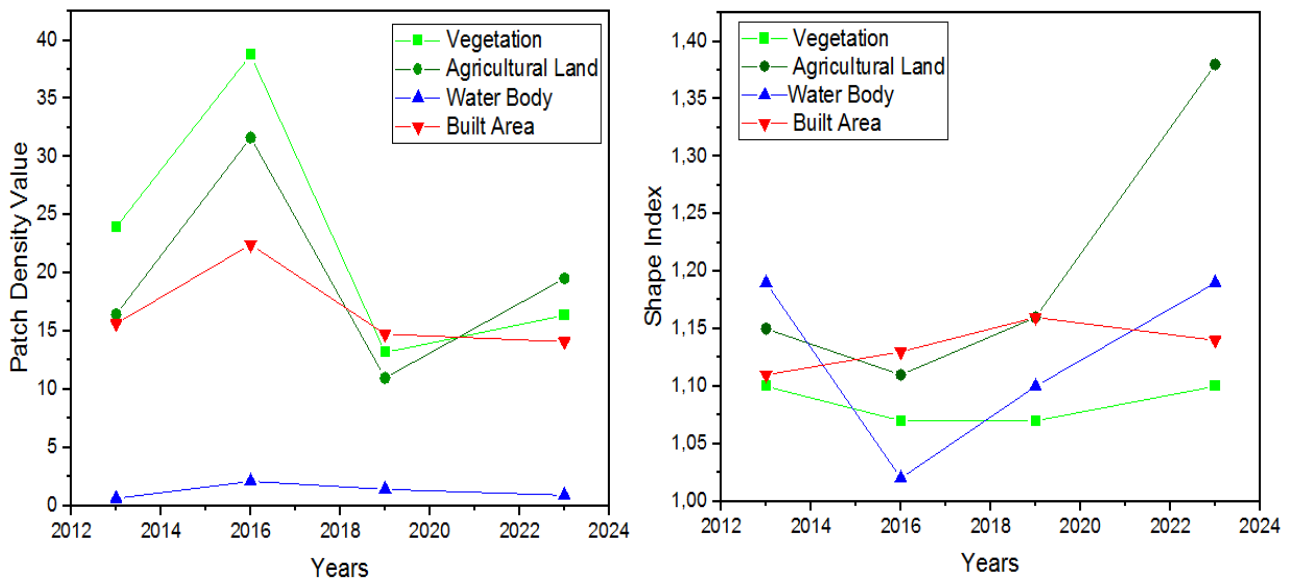 Patch Density Value
40
35
30
25
20
15
10
5
0
Vegetation
Agricultural Land
Water Body
Built Area
2012 2014 2016 2018 2020 2022 2024
Years
Shape Index
1,40
1,35
1,30
1,25
1,20
1,15
1,10
1,05
1,00
Vegetation
Agricultural Land
Water Body
Built Area
2012 2014 2016 2018 2020 2022 2024
Years